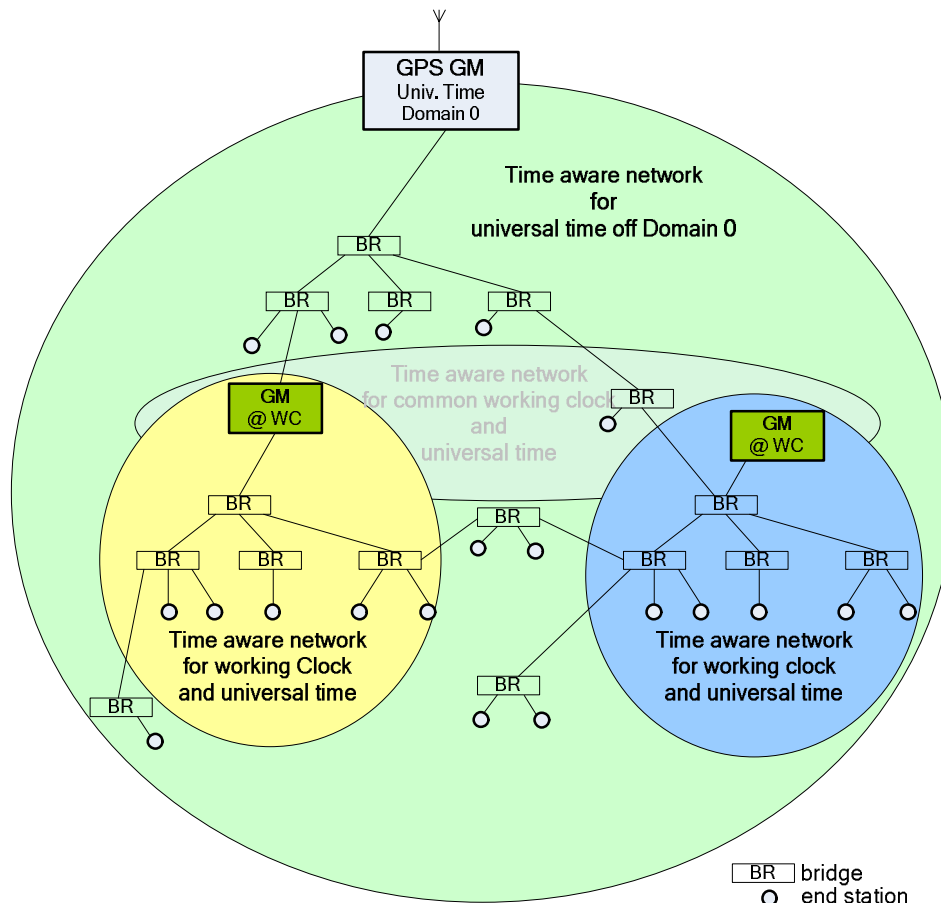 GPS GM
Univ. Time
Domain 0
Time aware network
for
universal time off Domain 0
BR
BR
BR
BR
Time aware network
for common working clock
and
universal time
GM
@ WC
BR
GM
@ WC
BR
BR
BR
BR
BR
BR
BR
BR
BR
Time aware network
for working Clock
and universal time
Time aware network
for working clock
and universal time
BR
BR
BR bridge
end station